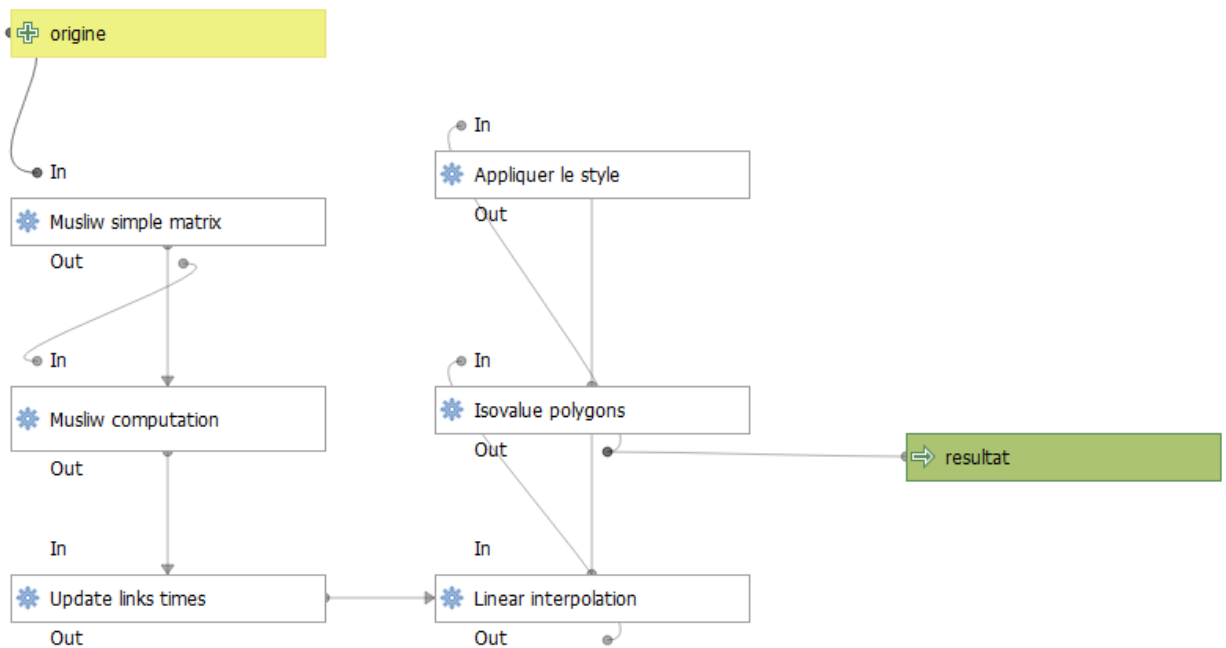 origine
In
Musliw simple matrix
Out
In
Musliw computation
Out
In
Update links times
Out
In
Appliquer le style
Out
In
Isovalue polygons
Out
In
Linear interpolation
Out
resultat